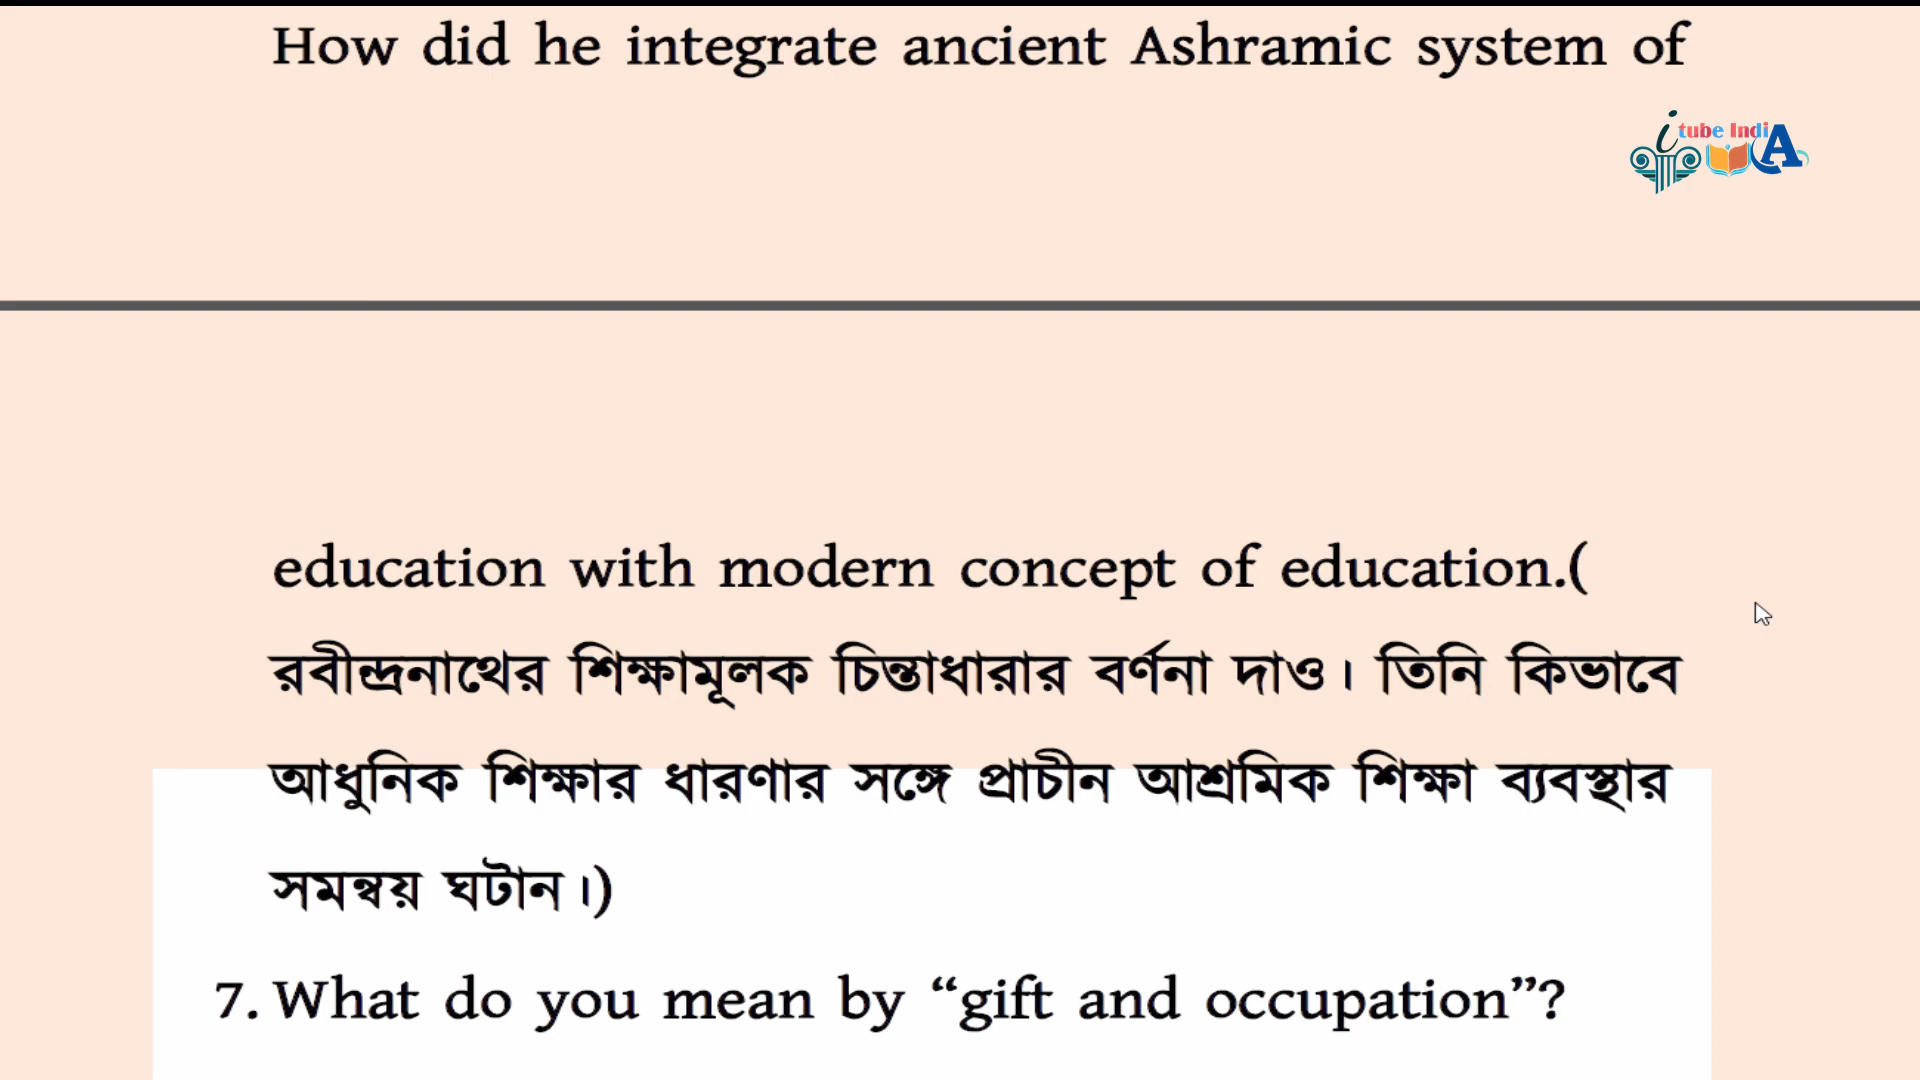 How did he integrate ancient Ashramic system of
i tube IndiA
education with modern concept of education.(
রবীন্দ্রনাথের শিক্ষামূলক চিন্তাধারার বর্ণনা দাও। তিনি কিভাবে
আধুনিক শিক্ষার ধারণার সঙ্গে প্রাচীন আশ্রমিক শিক্ষা ব্যবস্থার
সমন্বয় ঘটান।)
7. What do you mean by “gift and occupation”?